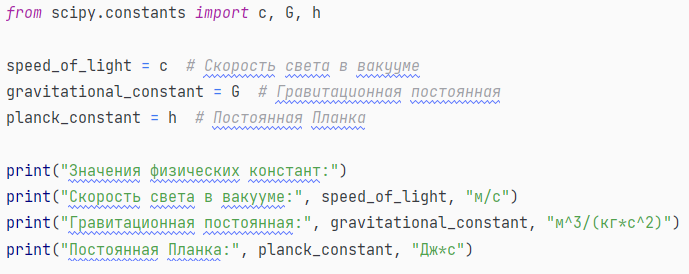 from scipy.constants import c, G, h
speed_of_light = c  # Скорость света в вакууме
gravitational_constant = G  # Гравитационная постоянная
planck_constant = h  # Постоянная Планка
print("Значения физических констант:")
print("Скорость света в вакууме:", speed_of_light, "м/с")
print("Гравитационная постоянная:", gravitational_constant, "м^3/(кг*с^2)")
print("Постоянная Планка:", planck_constant, "Дж*с")